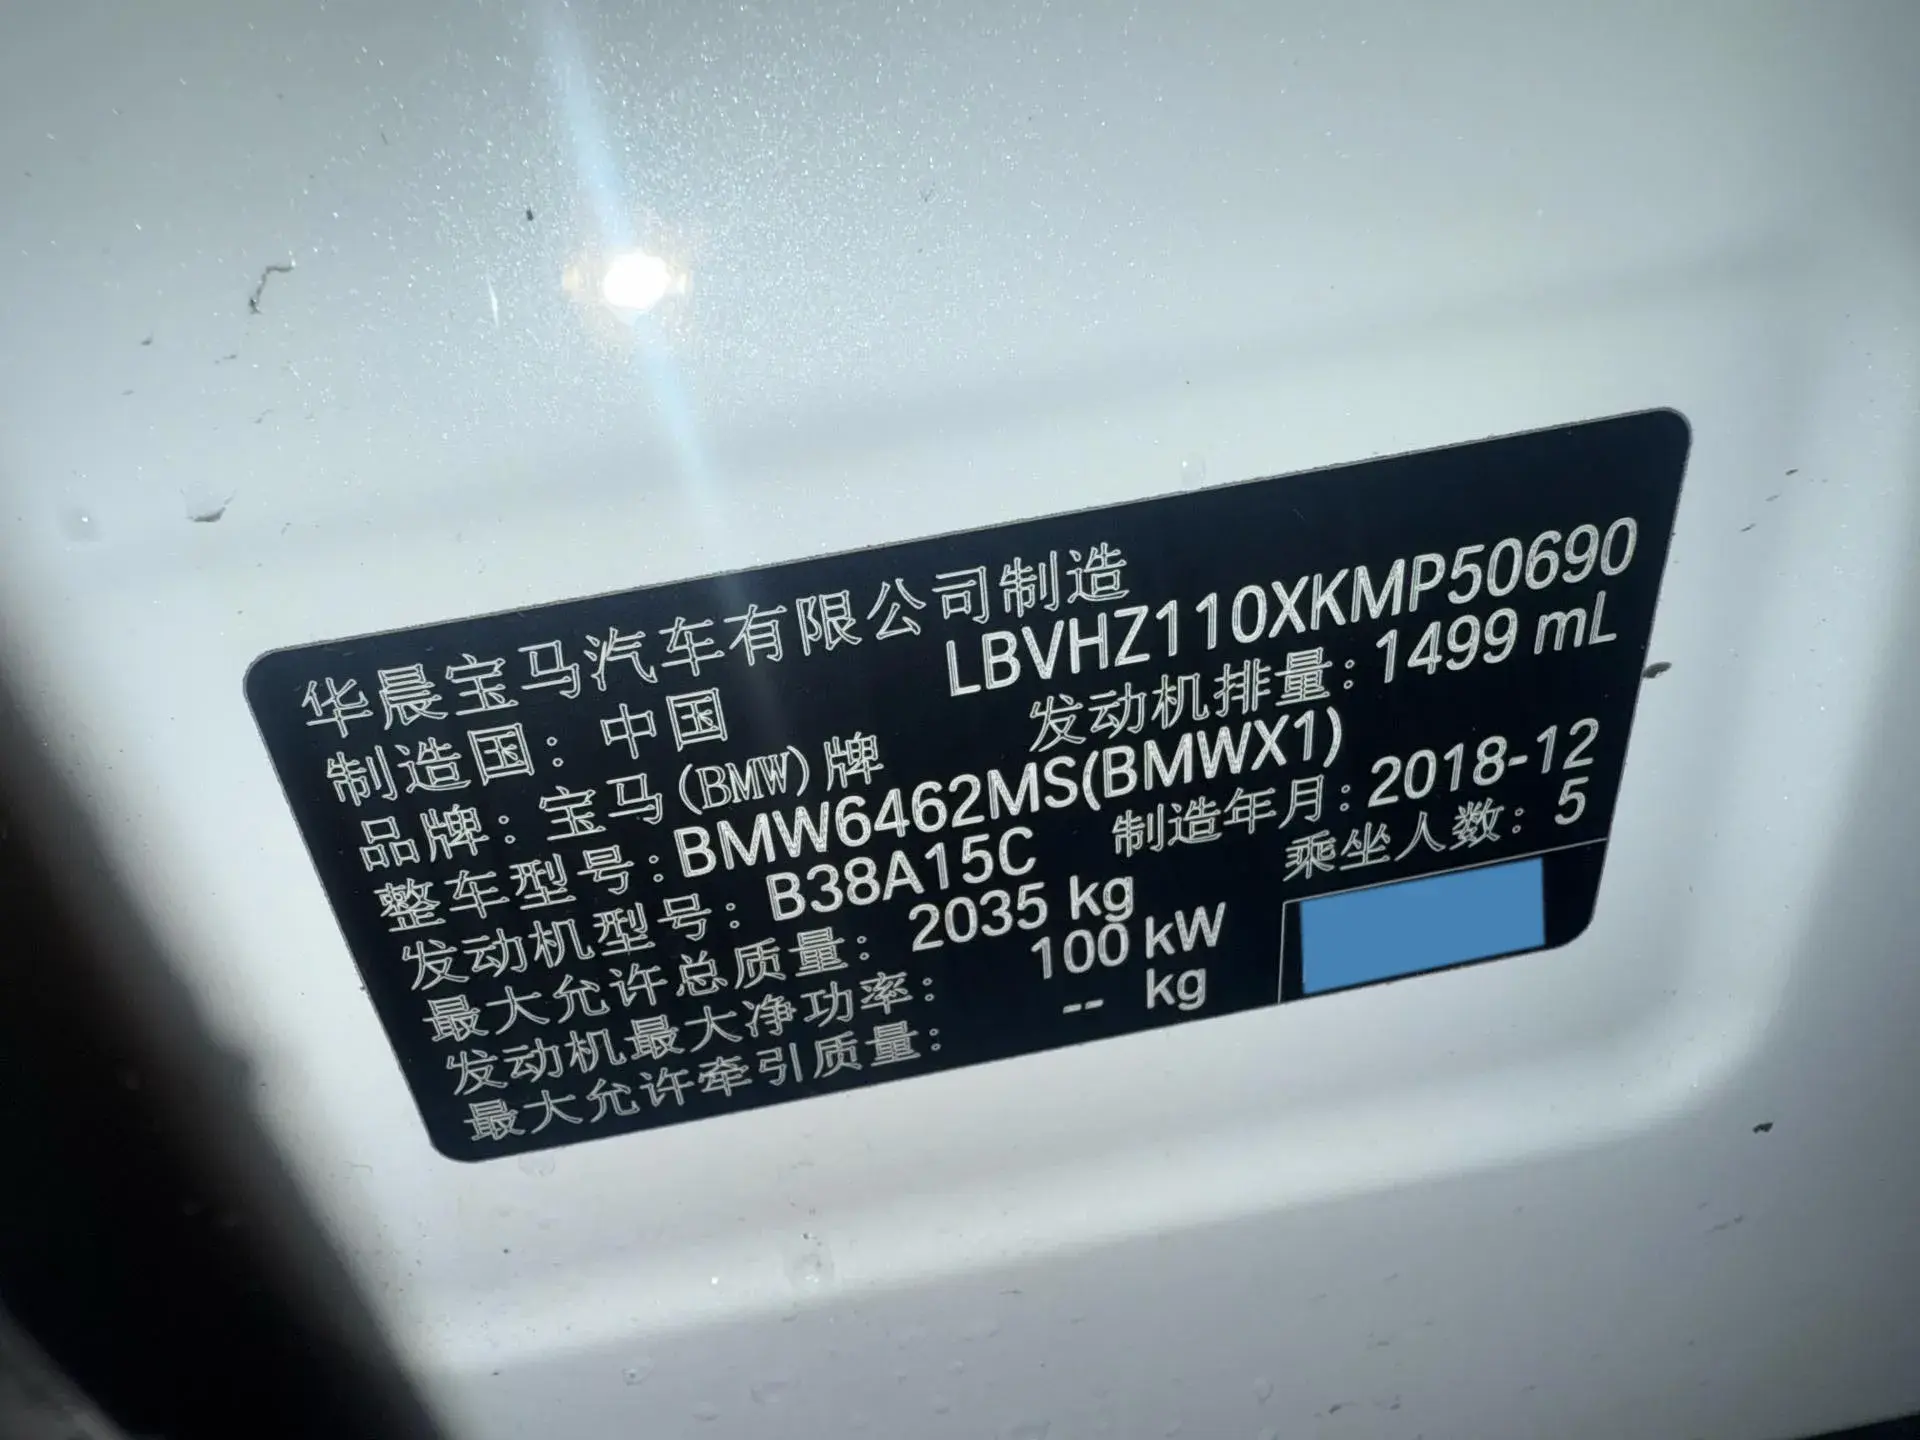 华晨宝马汽车有限公司制造
LBVHZ110XKMP50690
制造国：中国
发动机排量：1499 mL
品牌：宝马(BMW)牌
整车型号：BMW6462MS(BMWX1)
发动机型号：B38A15C
制造年月：2018-12
最大允许总质量：2035 kg
乘坐人数：5
发动机最大净功率：100 kW
最大允许牵引质量：-- kg